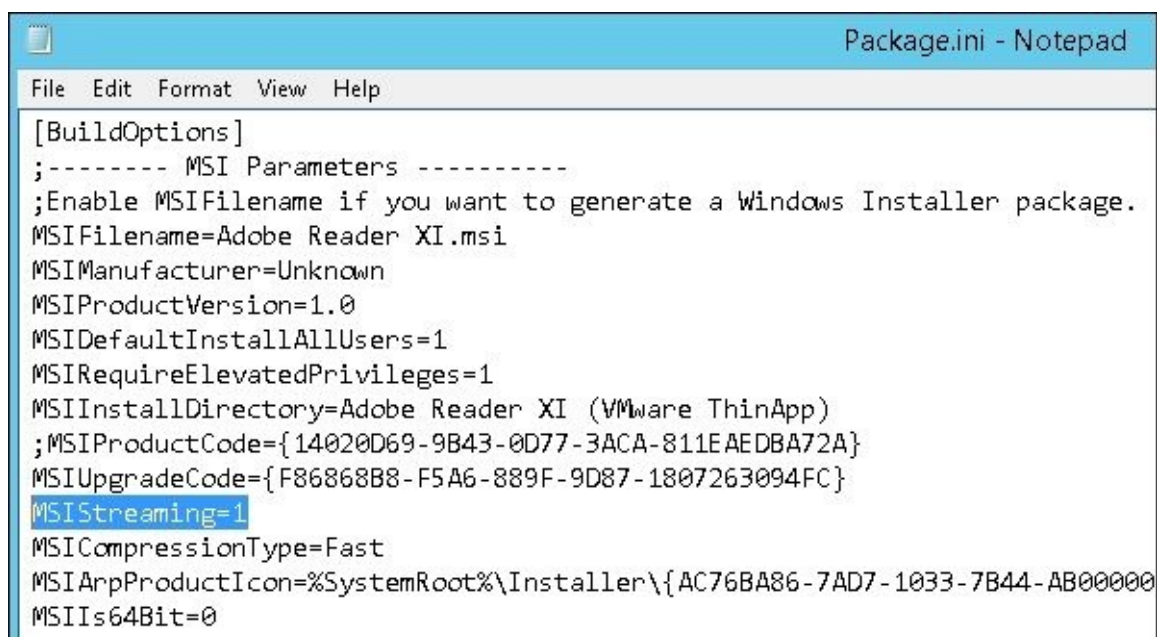 Package.ini - Notepad
File Edit Format View Help
[BuildOptions]
;-------- MSI Parameters ----------
;Enable MSIFilename if you want to generate a Windows Installer package.
MSIFilename=Adobe Reader XI.msi
MSIManufacturer=Unknown
MSIProductVersion=1.0
MSIDefaultInstallAllUsers=1
MSIRequireElevatedPrivileges=1
MSIInstallDirectory=Adobe Reader XI (VMware ThinApp)
;MSIProductCode={14020D69-9B43-0D77-3ACA-811EAEDBA72A}
MSIUpgradeCode={F86868B8-F5A6-889F-9D87-1807263094FC}
MSIStreaming=1
MSICompressionType=Fast
MSIArpProductIcon=%SystemRoot%\Installer\{AC76BA86-7AD7-1033-7B44-AB00000
MSIIs64Bit=0